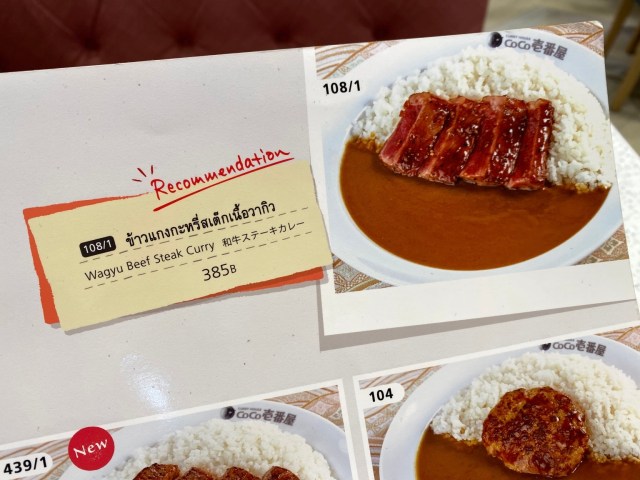 CoCo壱番屋
108/1
Recommendation
108/1 ข้าวแกงกะหรี่สเต็กเนื้อวากิว
Wagyu Beef Steak Curry 和牛ステーキカレー
385B
CoCo壱番屋
104
CoCo壱番屋
New
439/1